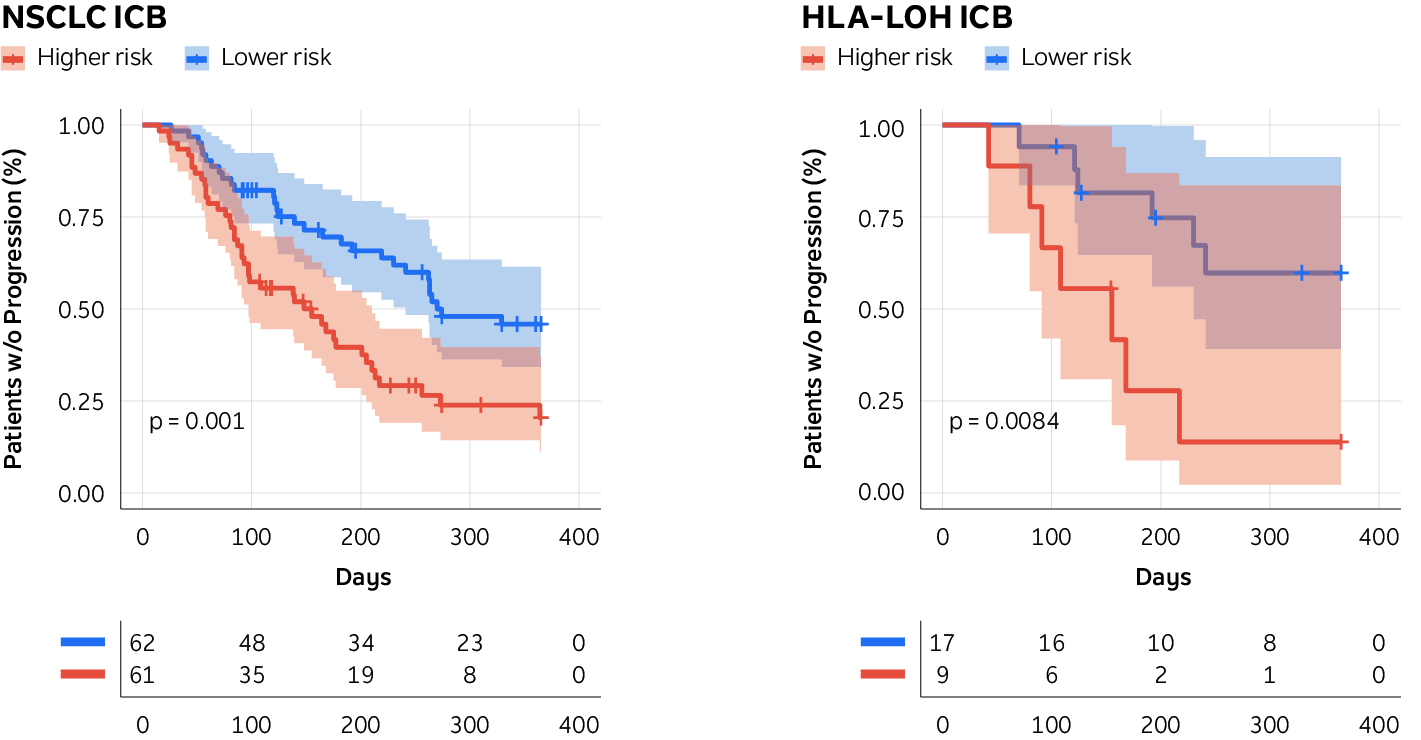 NSCLC ICB
Higher risk Lower risk
Patients w/o Progression (%)
1.00
0.75
0.50
0.25
0.00
p = 0.001
0 100 200 300 400
Days
62 48 34 23 0
61 35 19 8 0
0 100 200 300 400
HLA-LOH ICB
Higher risk Lower risk
Patients w/o Progression (%)
1.00
0.75
0.50
0.25
0.00
p = 0.0084
0 100 200 300 400
Days
17 16 10 8 0
9 6 2 1 0
0 100 200 300 400